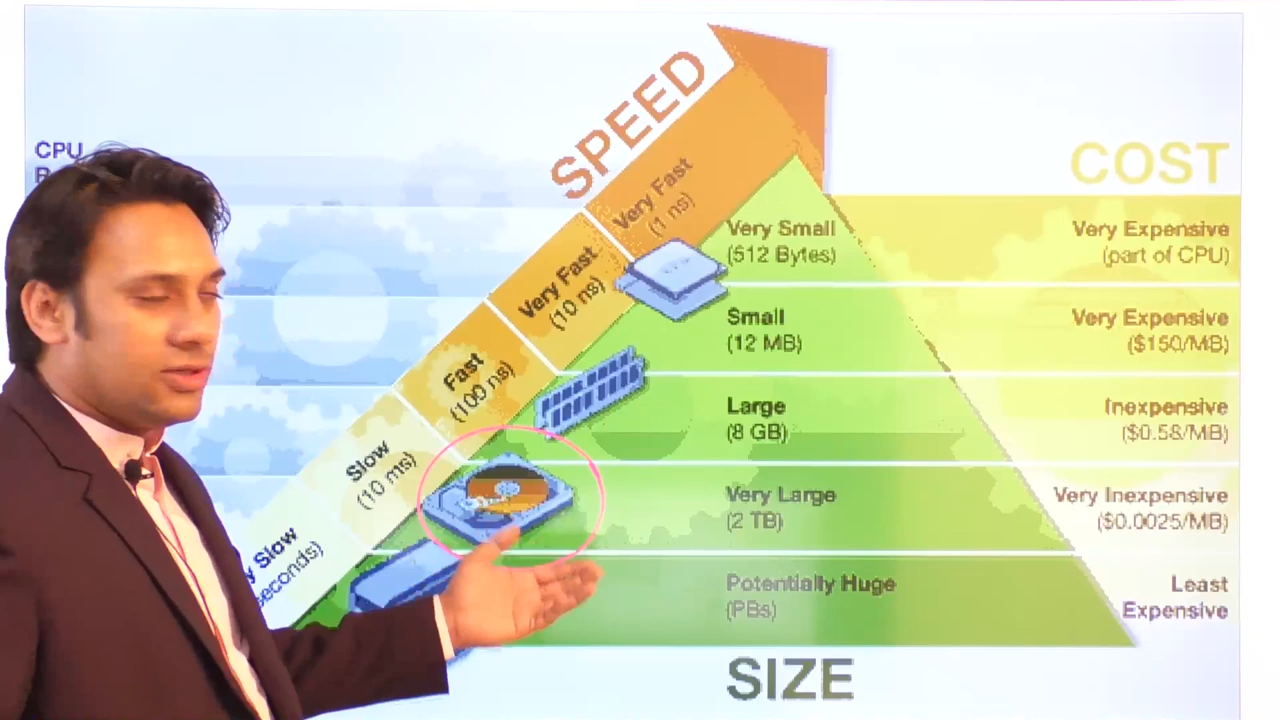 SPEED
COST
CPU
Very Fast
(1 ns)
Very Small
(512 Bytes)
Very Expensive
(part of CPU)
Very Fast
(10 ns)
Small
(12 MB)
Very Expensive
($150/MB)
Fast
(100 ns)
Large
(8 GB)
Inexpensive
($0.58/MB)
Slow
(10 ms)
Very Large
(2 TB)
Very Inexpensive
($0.0025/MB)
Slow
Potentially Huge
(PBs)
Least
Expensive
SIZE